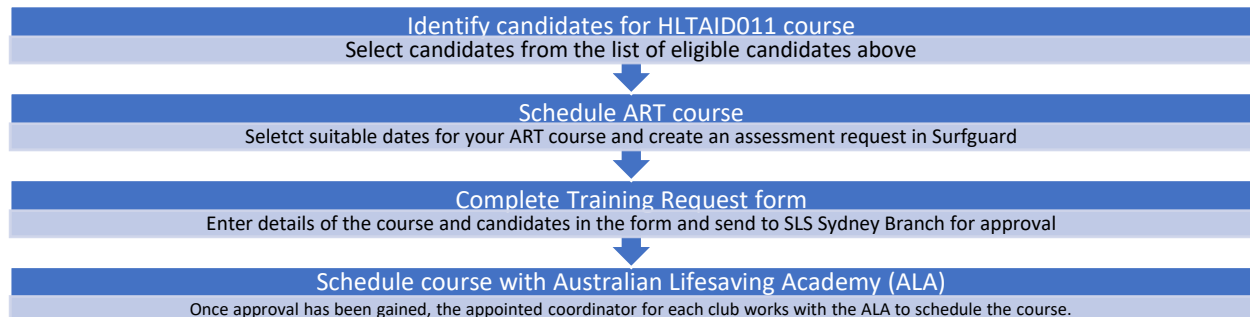 Identify candidates for HLTAID011 course
Select candidates from the list of eligible candidates above
Schedule ART course
Seletct suitable dates for your ART course and create an assessment request in Surfguard
Complete Training Request form
Enter details of the course and candidates in the form and send to SLS Sydney Branch for approval
Schedule course with Australian Lifesaving Academy (ALA)
Once approval has been gained, the appointed coordinator for each club works with the ALA to schedule the course.